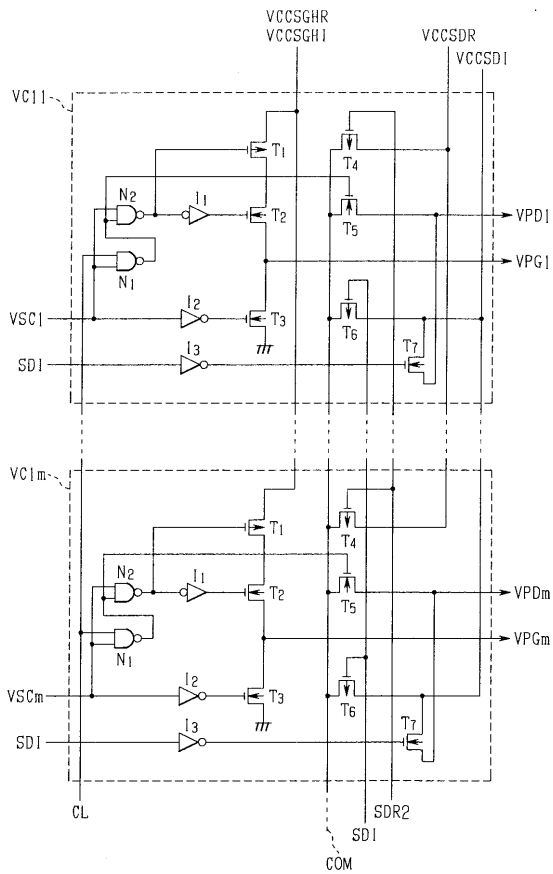 VCCSGHR
VCCSGHI
VCCSDR
VCCSDI
VC11
T1
T4
N2
I1
T2
T5
VPD1
N1
VPG1
VSC1
I2
T3
T6
SDI
I3
T7
VC1m
T1
T4
N2
I1
T2
T5
VPDm
N1
VPGm
VSCm
I2
T3
T6
SDI
I3
T7
CL
SDR2
SDI
COM